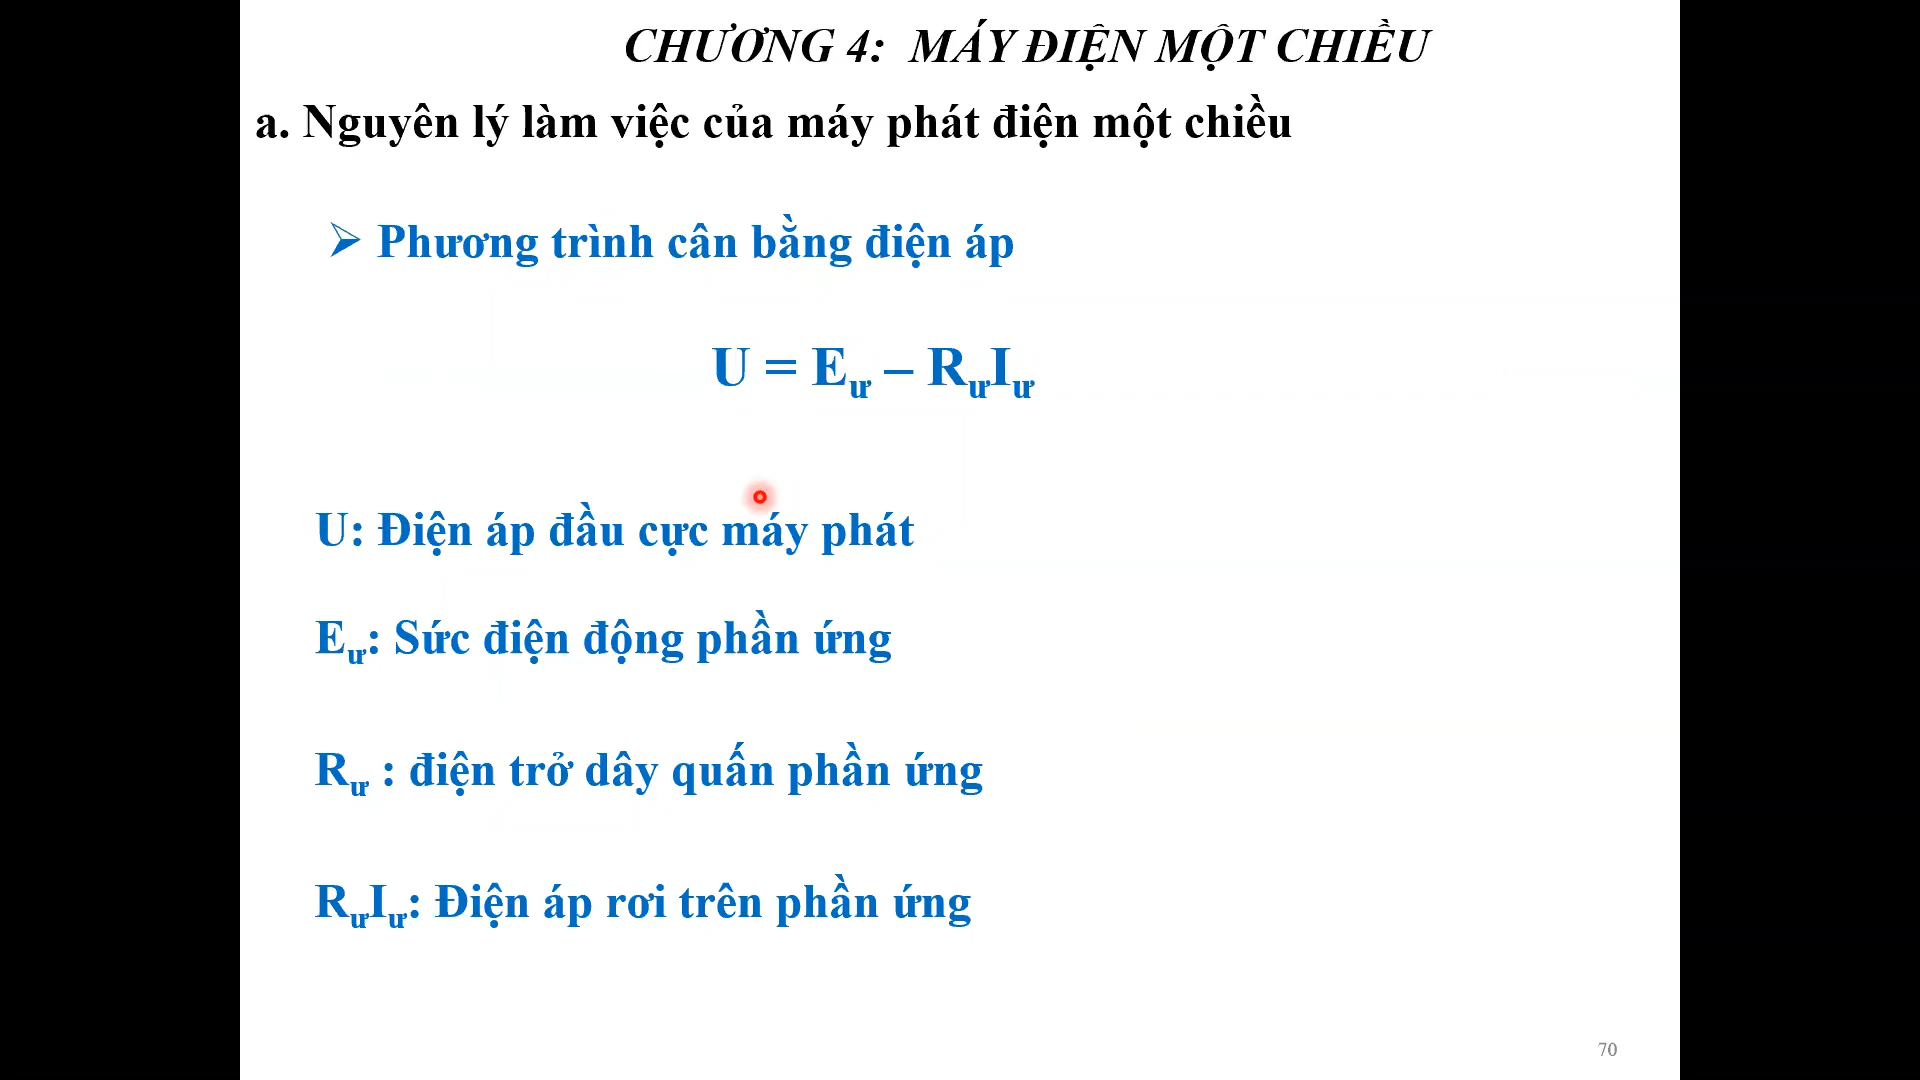 CHƯƠNG 4: MÁY ĐIỆN MỘT CHIỀU
a. Nguyên lý làm việc của máy phát điện một chiều
➢ Phương trình cân bằng điện áp
U = Eư – RưIư
U: Điện áp đầu cực máy phát
Eư: Sức điện động phần ứng
Rư : điện trở dây quấn phần ứng
RưIư: Điện áp rơi trên phần ứng
70